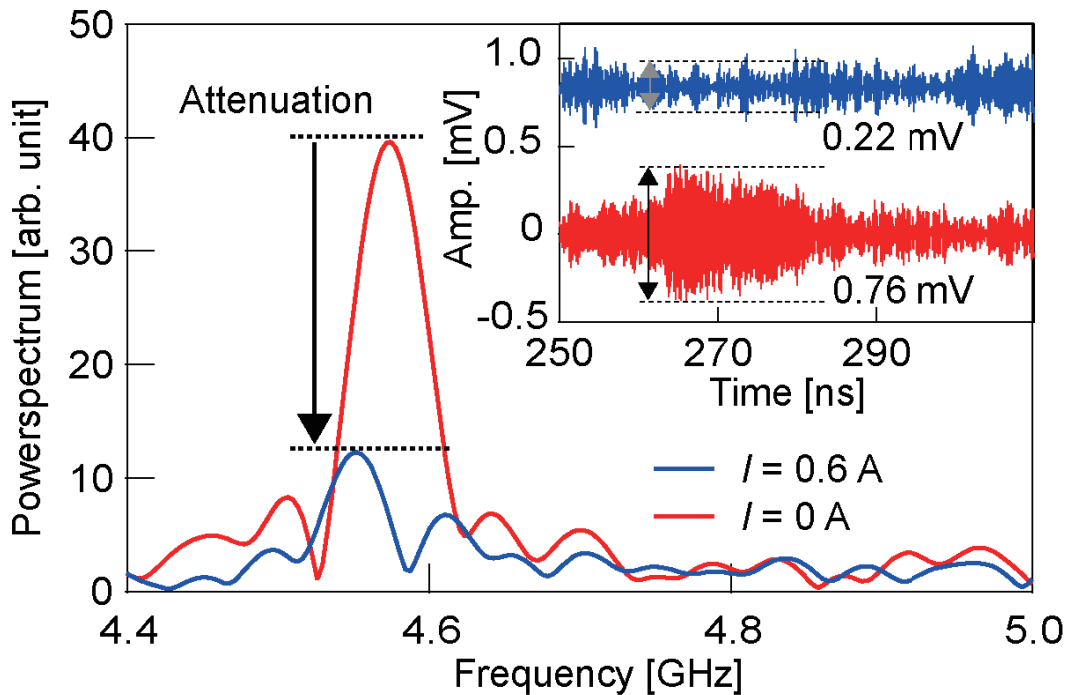 50
40
30
20
10
0
Powerspectrum [arb. unit]
4.4
4.6
4.8
5.0
Frequency [GHz]
Attenuation
1.0
0.5
0
-0.5
Amp. [mV]
0.22 mV
0.76 mV
250
270
290
Time [ns]
I = 0.6 A
I = 0 A